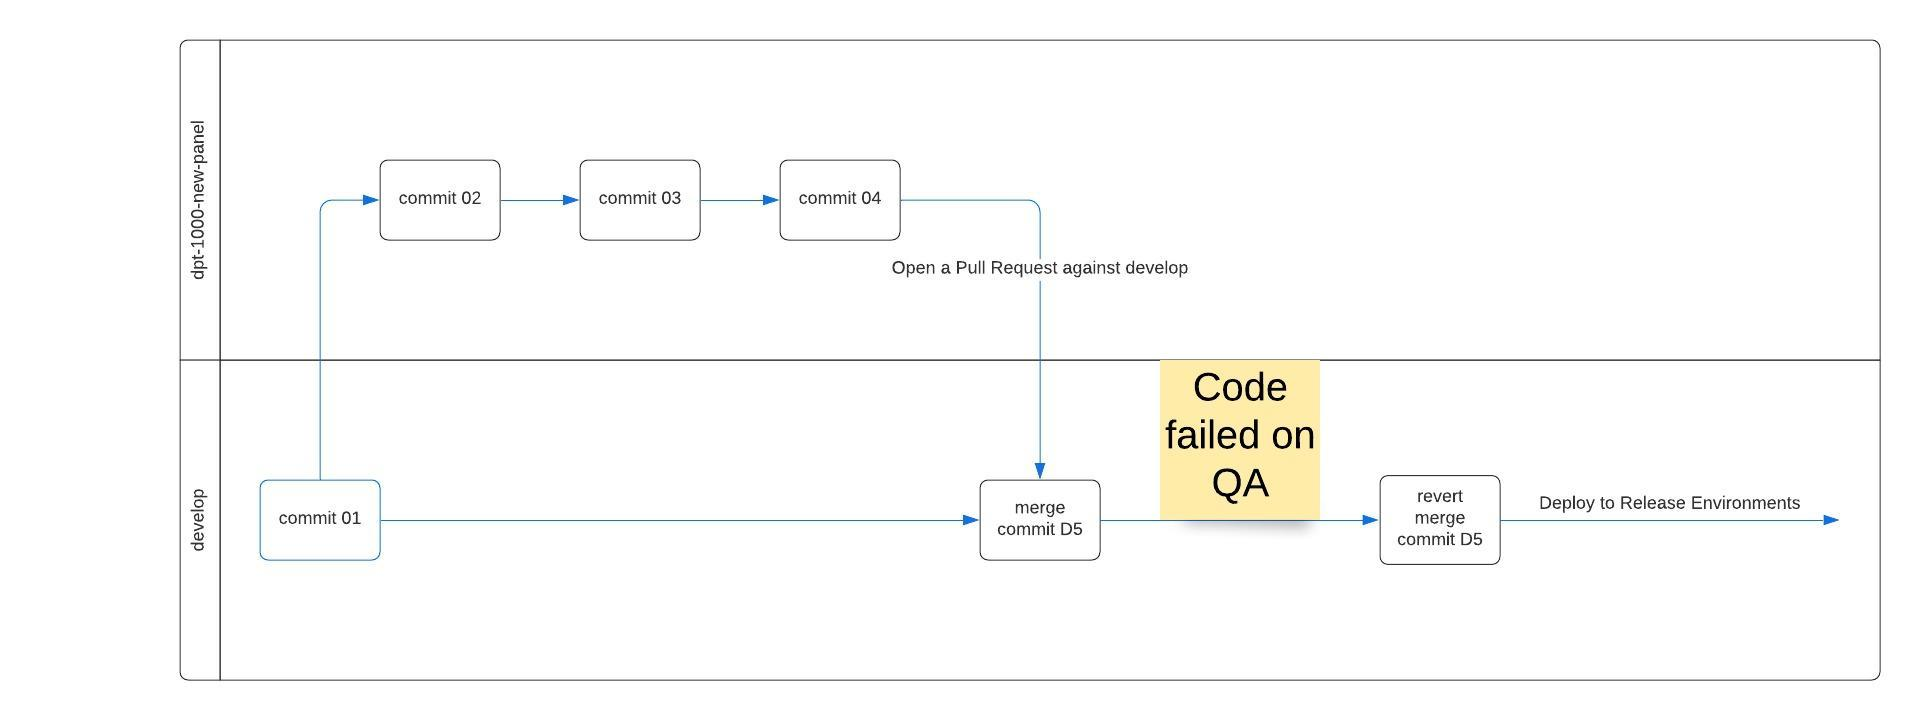 dpt-1000-new-panel
commit 02
commit 03
commit 04
Open a Pull Request against develop
develop
commit 01
merge
commit D5
Code
failed on
QA
revert
merge
commit D5
Deploy to Release Environments